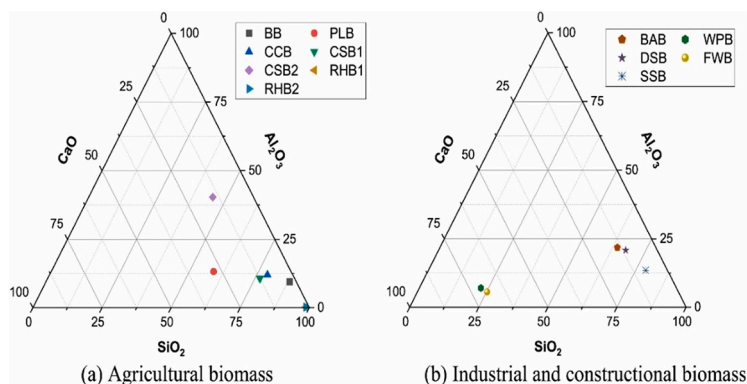 0 100
BB PLB
CCB CSB1
CSB2 RHB1
RHB2
25 75
CaO Al₂O₃
50 50
75 25
100 0
0 25 50 75 100
SiO₂
(a) Agricultural biomass
0 100
BAB WPB
DSB FWB
SSB
25 75
CaO Al₂O₃
50 50
75 25
100 0
0 25 50 75 100
SiO₂
(b) Industrial and constructional biomass